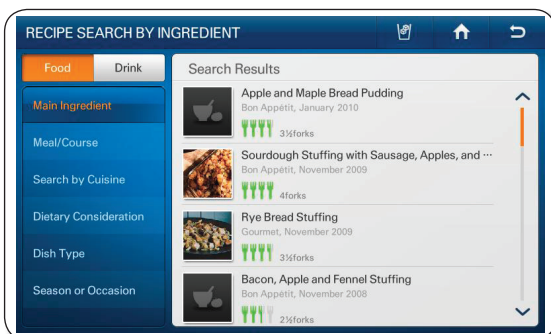 RECIPE SEARCH BY INGREDIENT
Food Drink
Main Ingredient
Meal/Course
Search by Cuisine
Dietary Consideration
Dish Type
Season or Occasion
Search Results
Apple and Maple Bread Pudding
Bon Appétit, January 2010
3½forks
Sourdough Stuffing with Sausage, Apples, and ···
Bon Appétit, November 2009
4forks
Rye Bread Stuffing
Gourmet, November 2009
3½forks
Bacon, Apple and Fennel Stuffing
Bon Appétit, November 2008
2½forks